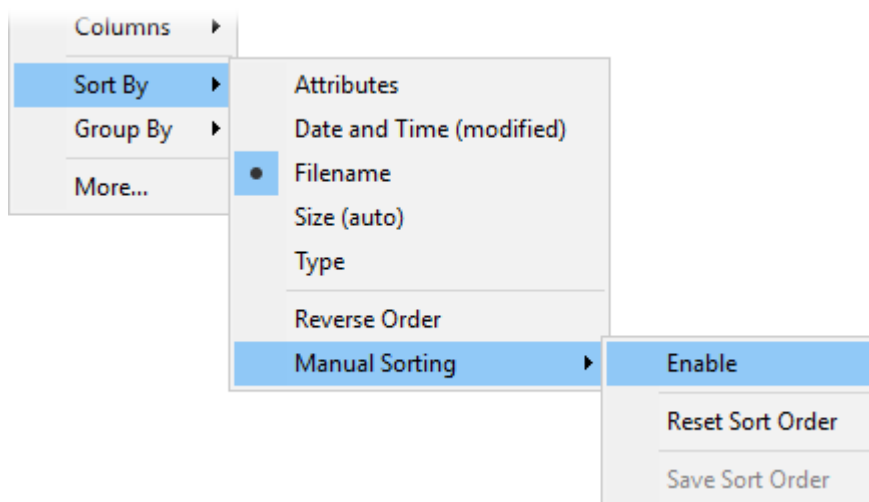 Columns
Sort By
Group By
More...
Attributes
Date and Time (modified)
Filename
Size (auto)
Type
Reverse Order
Manual Sorting
Enable
Reset Sort Order
Save Sort Order